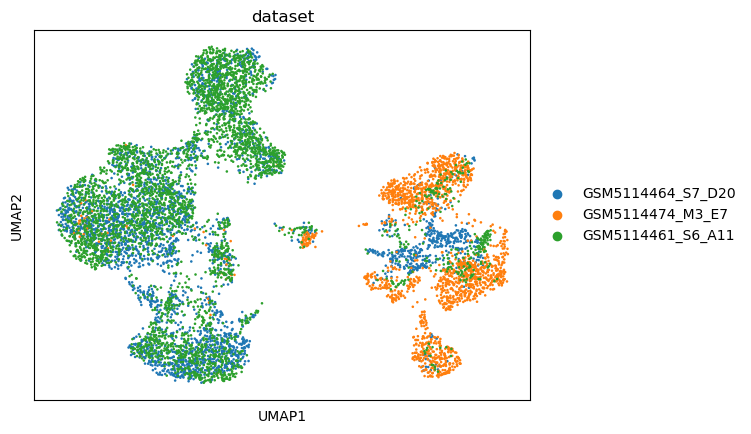 dataset
UMAP2
UMAP1
GSM5114464_S7_D20
GSM5114474_M3_E7
GSM5114461_S6_A11